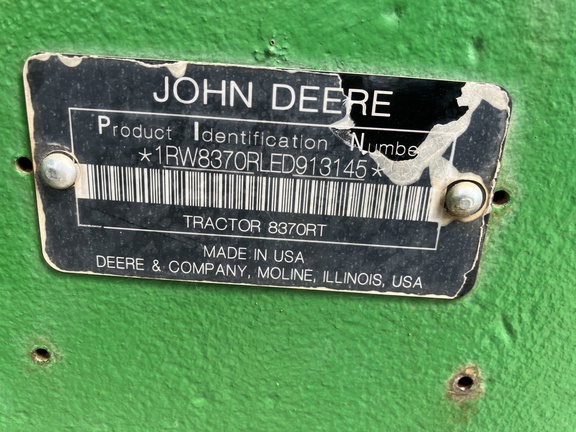 JOHN DEERE
Product Identification Number
*1RW8370RLED913145*
TRACTOR 8370RT
MADE IN USA
DEERE & COMPANY, MOLINE, ILLINOIS, USA